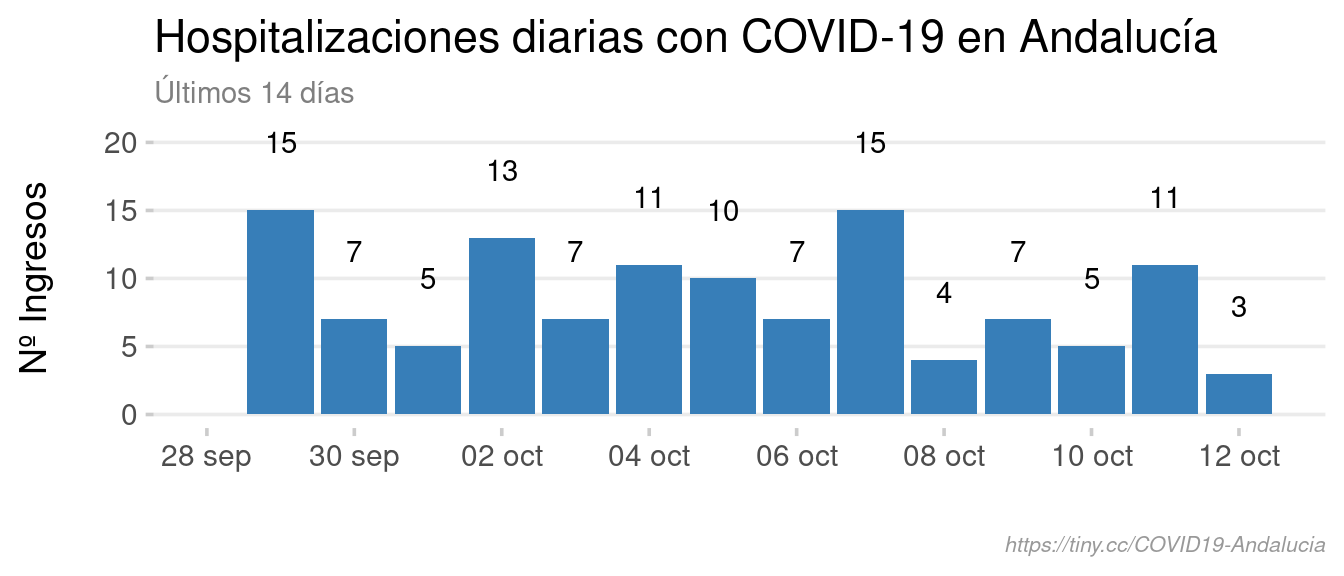 Hospitalizaciones diarias con COVID-19 en Andalucía
Últimos 14 días
Nº Ingresos
20
15
10
5
0
15
7
5
13
7
11
10
7
15
4
7
5
11
3
28 sep
30 sep
02 oct
04 oct
06 oct
08 oct
10 oct
12 oct
https://tiny.cc/COVID19-Andalucia